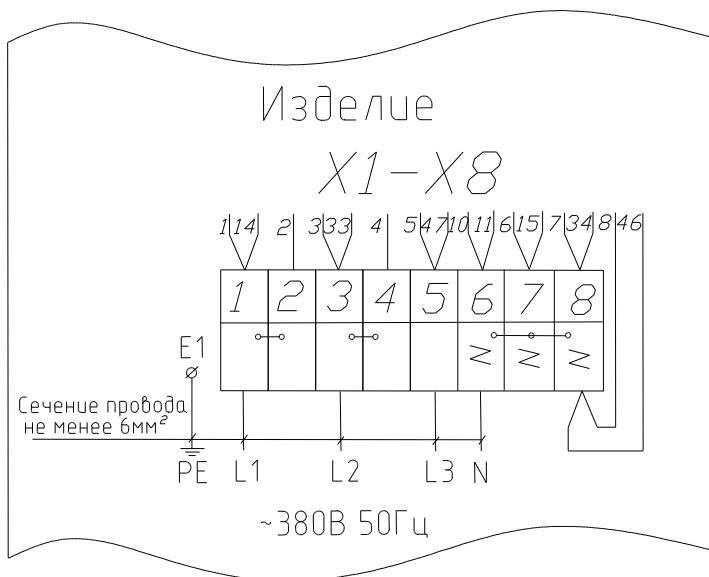 Изделие
X1-X8
1 14 2 3 33 4 5 47 10 11 6 15 7 34 8 46
1 2 3 4 5 6 7 8
E1
N N N
Сечение провода
не менее 6мм²
PE L1 L2 L3 N
~380В 50Гц